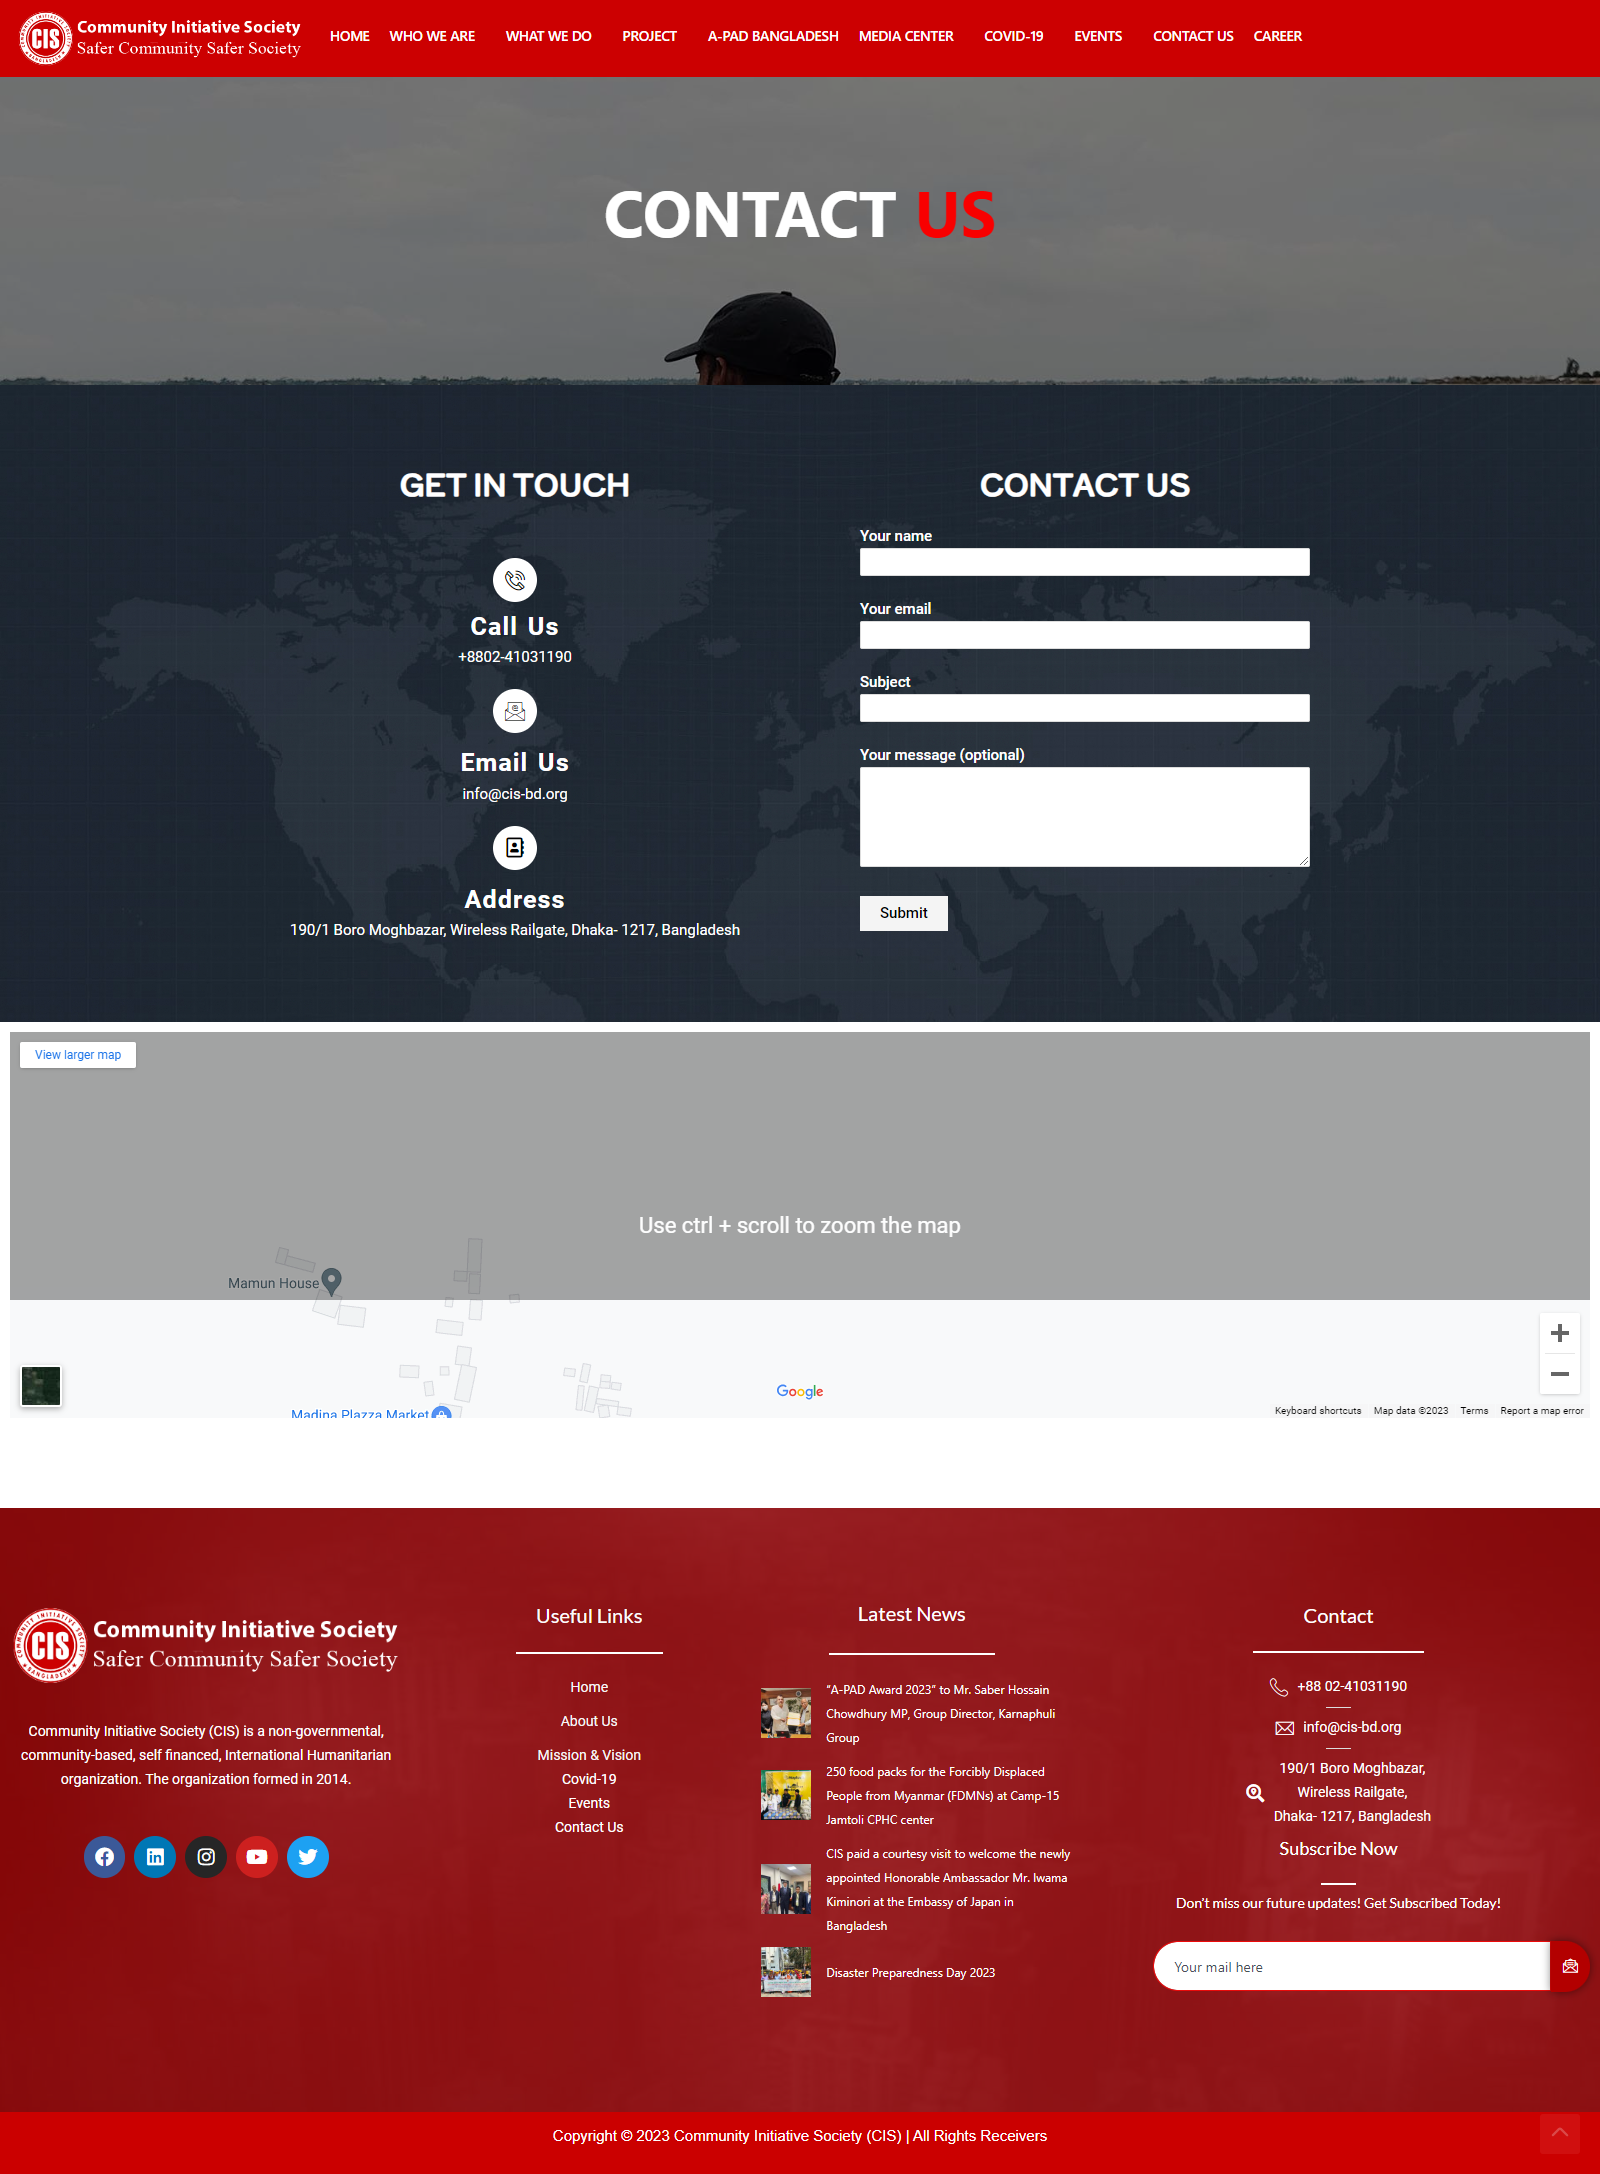 CIS
Community Initiative Society
Safer Community Safer Society
HOME
WHO WE ARE
WHAT WE DO
PROJECT
A-PAD BANGLADESH
MEDIA CENTER
COVID-19
EVENTS
CONTACT US
CAREER
CONTACT US
GET IN TOUCH
Call Us
+8802-41031190
Email Us
info@cis-bd.org
Address
190/1 Boro Moghbazar, Wireless Railgate, Dhaka- 1217, Bangladesh
CONTACT US
Your name
Your email
Subject
Your message (optional)
Submit
View larger map
Use ctrl + scroll to zoom the map
Mamun House
Madina Plazza Market
Google
Keyboard shortcuts
Map data ©2023
Terms
Report a map error
COMMUNITY INITIATIVE SOCIETY
CIS
BANGLADESH
Community Initiative Society
Safer Community Safer Society
Community Initiative Society (CIS) is a non-governmental,
community-based, self financed, International Humanitarian
organization. The organization formed in 2014.
Useful Links
Home
About Us
Mission & Vision
Covid-19
Events
Contact Us
Latest News
“A-PAD Award 2023” to Mr. Saber Hossain
Chowdhury MP, Group Director, Karnaphuli
Group
250 food packs for the Forcibly Displaced
People from Myanmar (FDMNs) at Camp-15
Jamtoli CPHC center
CIS paid a courtesy visit to welcome the newly
appointed Honorable Ambassador Mr. Iwama
Kiminori at the Embassy of Japan in
Bangladesh
Disaster Preparedness Day 2023
Contact
+88 02-41031190
info@cis-bd.org
190/1 Boro Moghbazar,
Wireless Railgate,
Dhaka- 1217, Bangladesh
Subscribe Now
Don't miss our future updates! Get Subscribed Today!
Your mail here
Copyright © 2023 Community Initiative Society (CIS) | All Rights Receivers